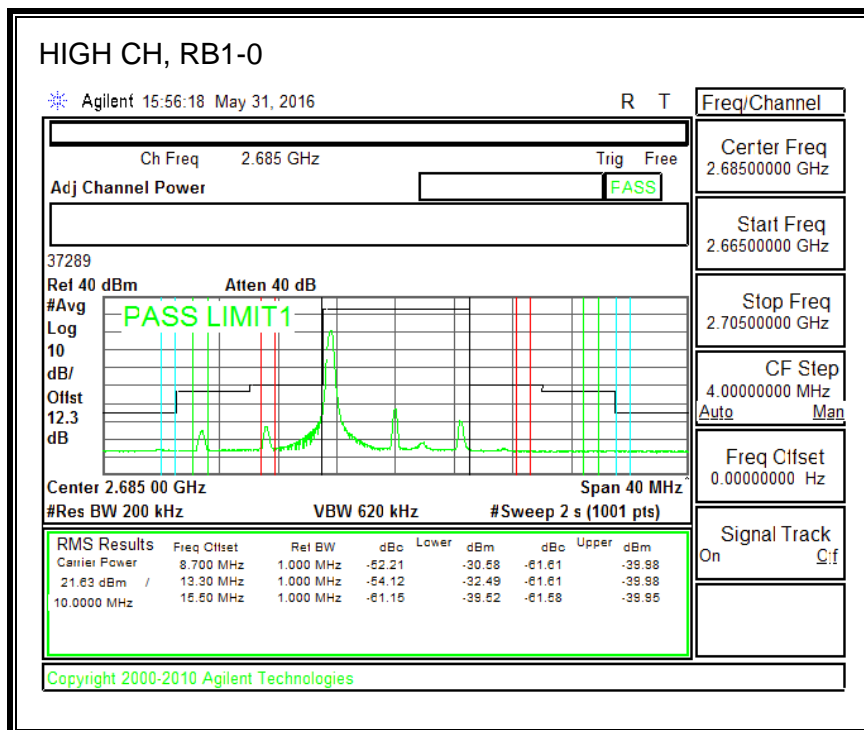 HIGH CH, RB1-0
Agilent 15:56:18 May 31, 2016 R T
Freq/Channel
Ch Freq 2.685 GHz Trig Free
Adj Channel Power PASS
Center Freq
2.68500000 GHz
Start Freq
2.66500000 GHz
Stop Freq
2.70500000 GHz
CF Step
4.00000000 MHz
Auto Man
Freq Offset
0.00000000 Hz
Signal Track
On Off
37289
Ref 40 dBm Atten 40 dB
#Avg
Log
10
dB/
Offst
12.3
dB
PASS LIMIT1
Center 2.685 00 GHz Span 40 MHz
#Res BW 200 kHz VBW 620 kHz #Sweep 2 s (1001 pts)
RMS Results Freq Offset Ref BW dBc Lower dBm dBc Upper dBm
Carrier Power 8.700 MHz 1.000 MHz -52.21 -30.58 -61.61 -39.98
21.63 dBm / 13.30 MHz 1.000 MHz -54.12 -32.49 -61.61 -39.98
10.0000 MHz 15.50 MHz 1.000 MHz -61.15 -39.52 -61.58 -39.95
Copyright 2000-2010 Agilent Technologies